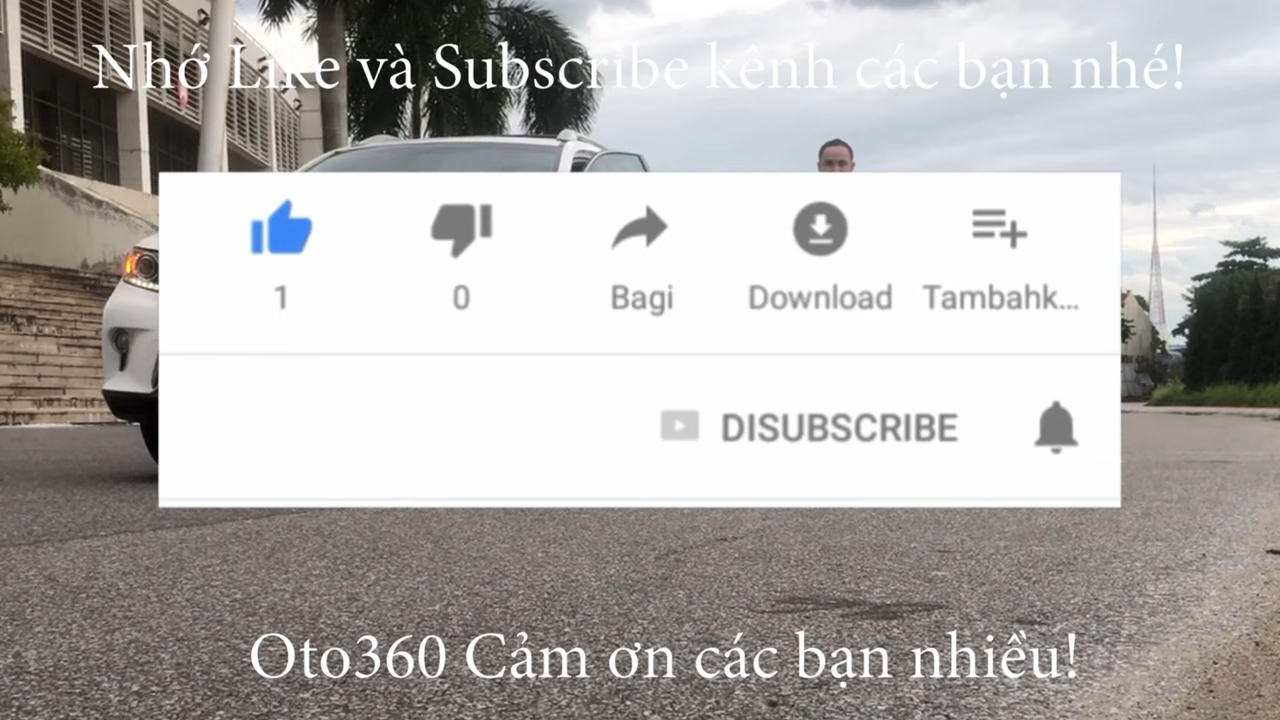 Nhớ Like và Subscribe kênh các bạn nhé!
1 0 Bagi Download Tambahk...
DISUBSCRIBE
Oto360 Cảm ơn các bạn nhiều!